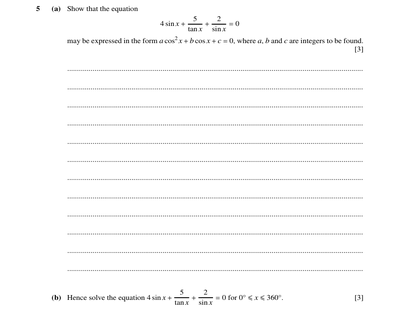 5 (a) Show that the equation
4 sin x + 5/tan x + 2/sin x = 0
may be expressed in the form a cos² x + b cos x + c = 0, where a, b and c are integers to be found.
[3]
(b) Hence solve the equation 4 sin x + 5/tan x + 2/sin x = 0 for 0° ⩽ x ⩽ 360°. [3]